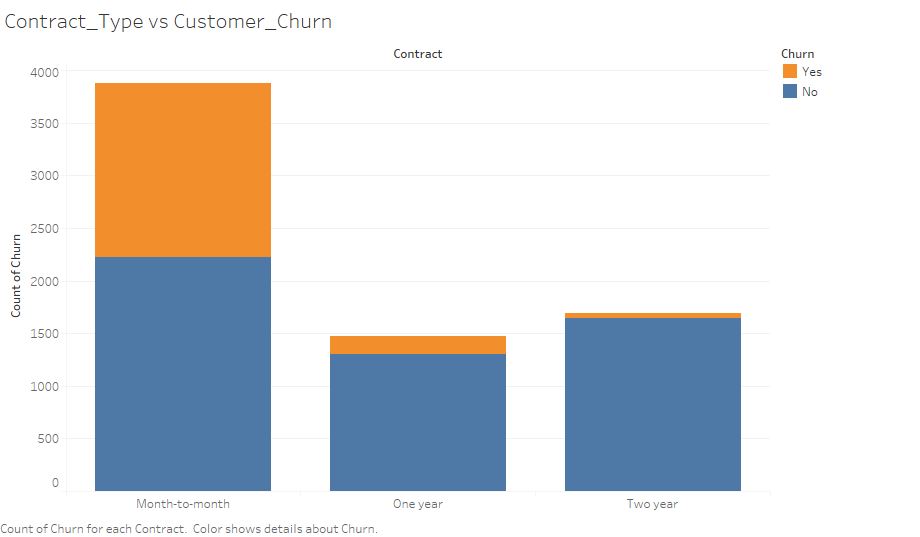 Contract_Type vs Customer_Churn
Contract
Churn
Yes
No
4000
3500
3000
2500
2000
1500
1000
500
0
Count of Churn
Month-to-month
One year
Two year
Count of Churn for each Contract. Color shows details about Churn.